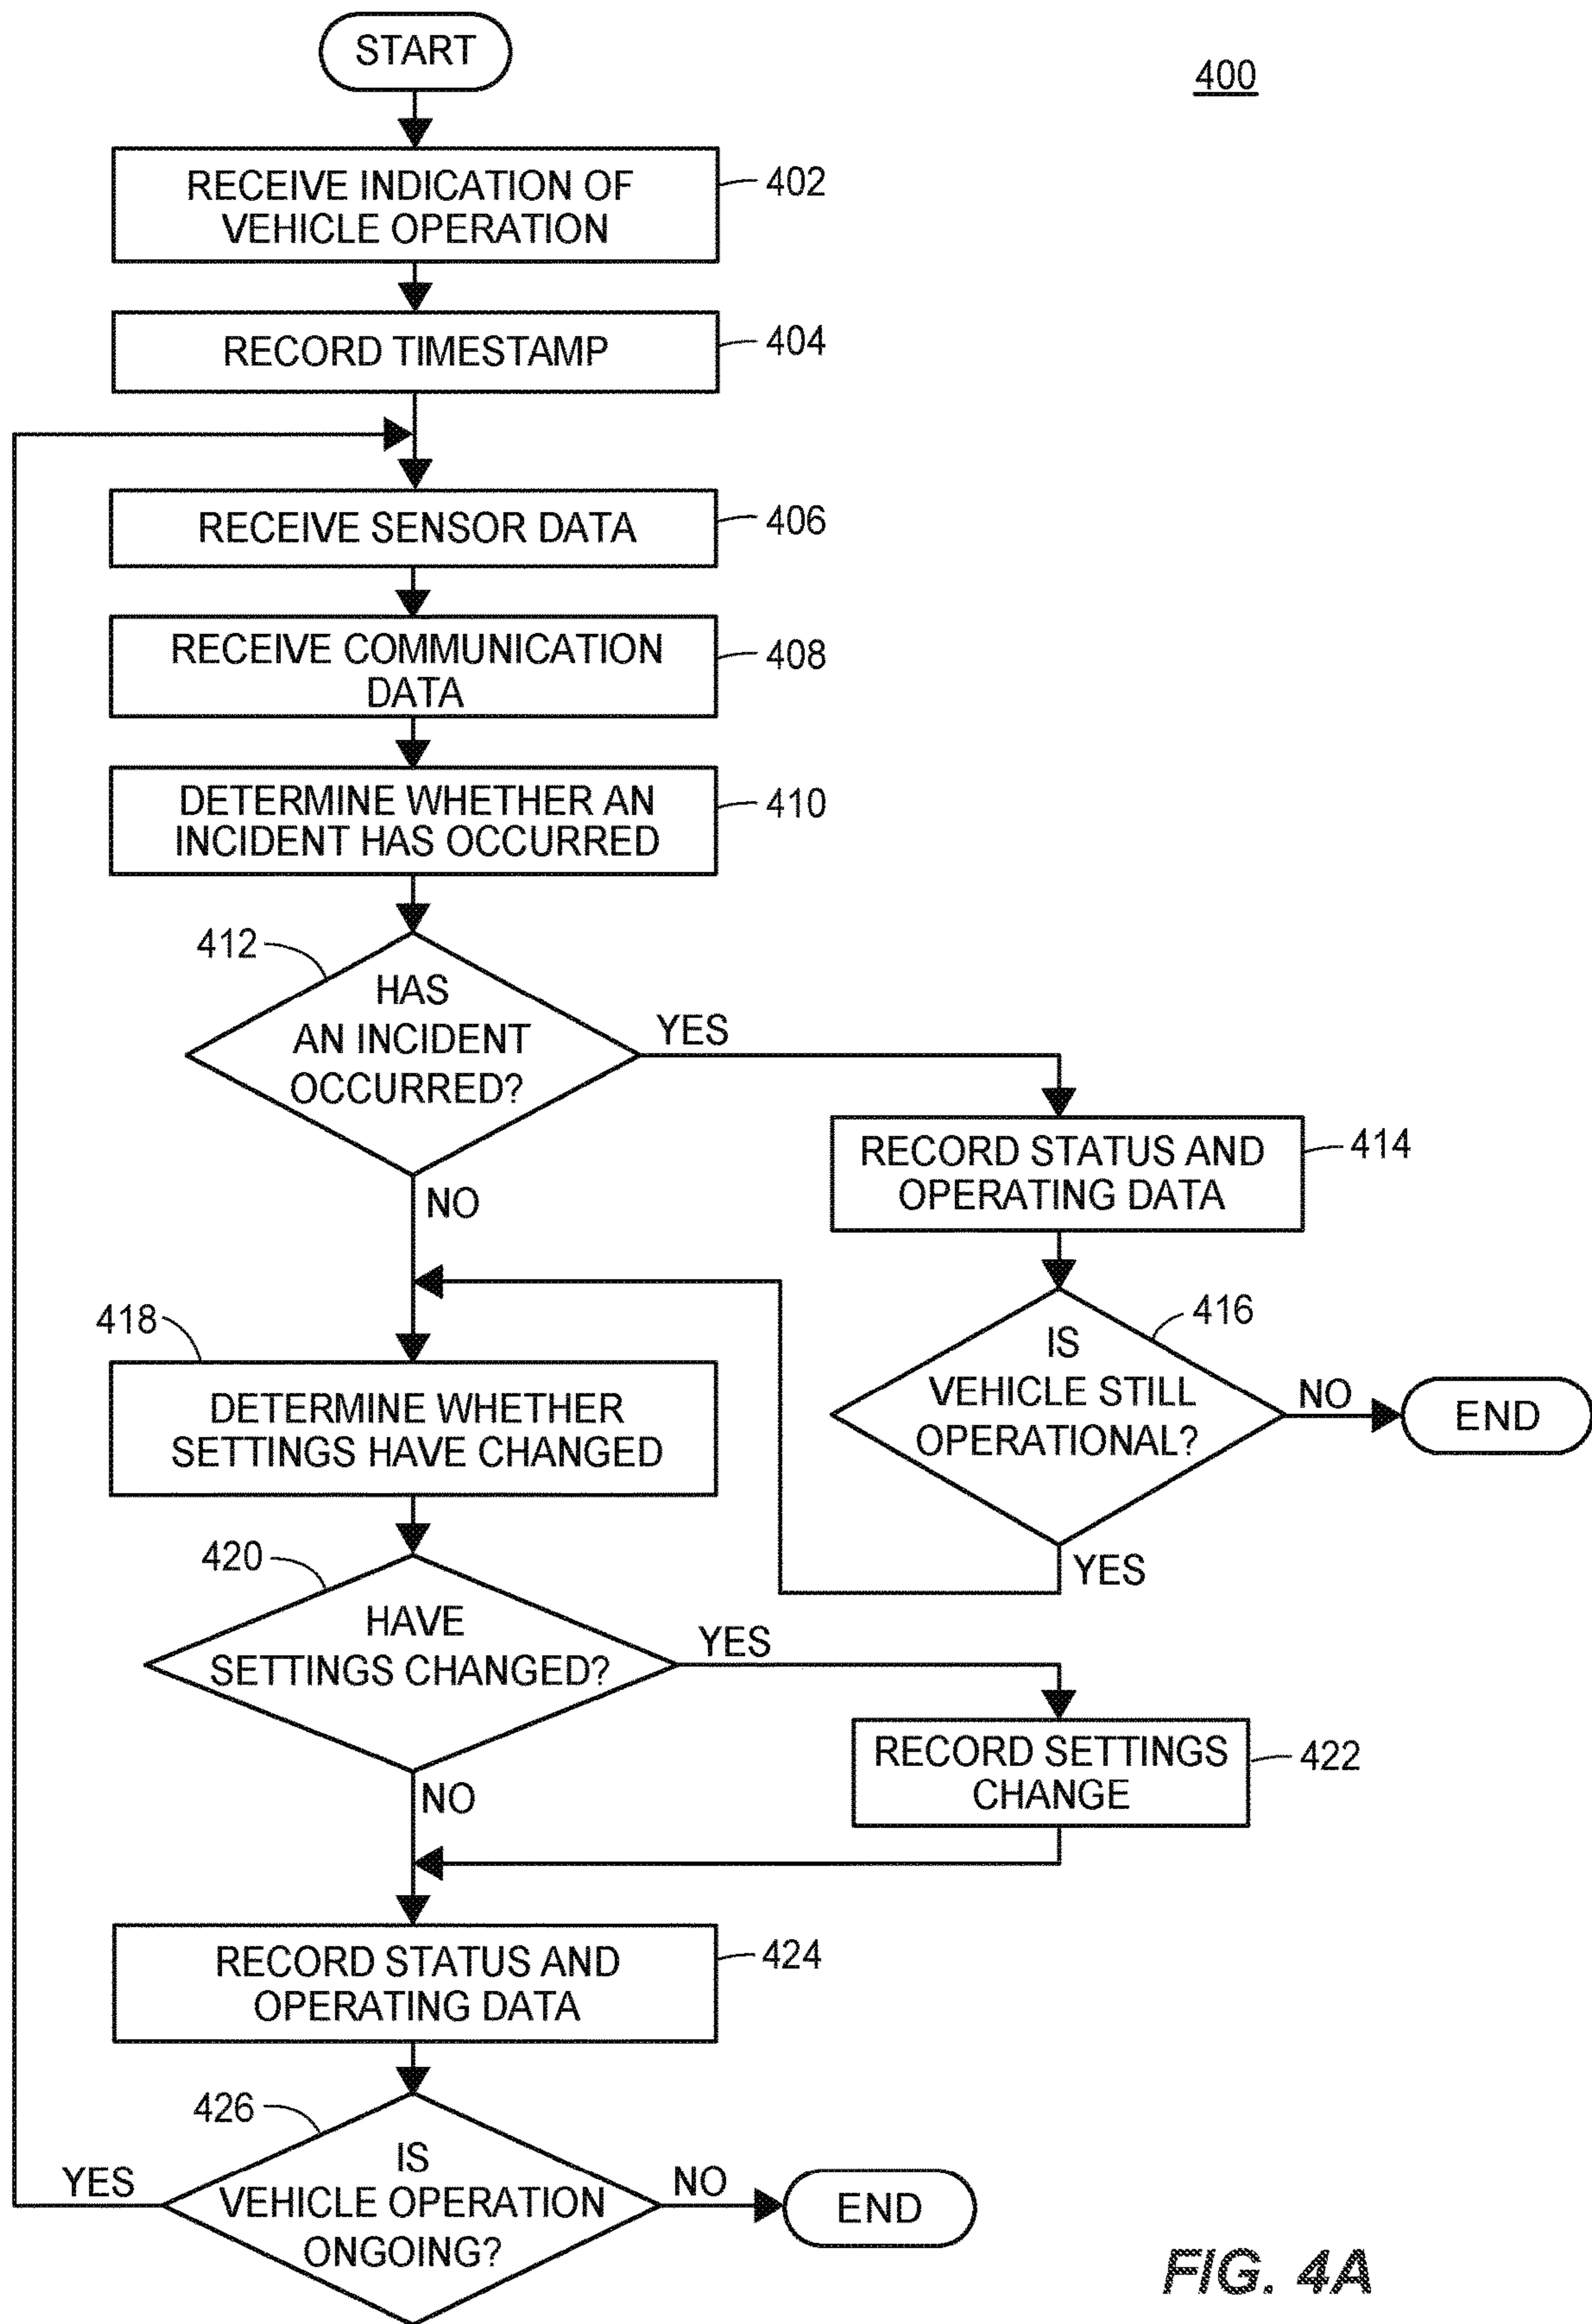 START
400
RECEIVE INDICATION OF
VEHICLE OPERATION
402
RECORD TIMESTAMP
404
RECEIVE SENSOR DATA
406
RECEIVE COMMUNICATION
DATA
408
DETERMINE WHETHER AN
INCIDENT HAS OCCURRED
410
412
HAS
AN INCIDENT
OCCURRED?
YES
NO
RECORD STATUS AND
OPERATING DATA
414
416
IS
VEHICLE STILL
OPERATIONAL?
NO
END
YES
418
DETERMINE WHETHER
SETTINGS HAVE CHANGED
420
HAVE
SETTINGS CHANGED?
YES
NO
RECORD SETTINGS
CHANGE
422
RECORD STATUS AND
OPERATING DATA
424
426
IS
VEHICLE OPERATION
ONGOING?
YES
NO
END
FIG. 4A